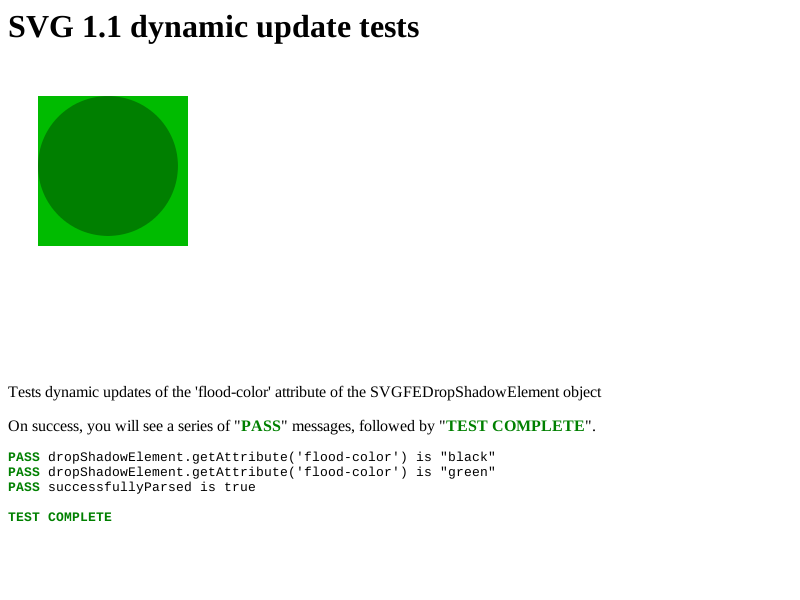 SVG 1.1 dynamic update tests
Tests dynamic updates of the 'flood-color' attribute of the SVGFEDropShadowElement object
On success, you will see a series of "PASS" messages, followed by "TEST COMPLETE".
PASS dropShadowElement.getAttribute('flood-color') is "black"
PASS dropShadowElement.getAttribute('flood-color') is "green"
PASS successfullyParsed is true
TEST COMPLETE